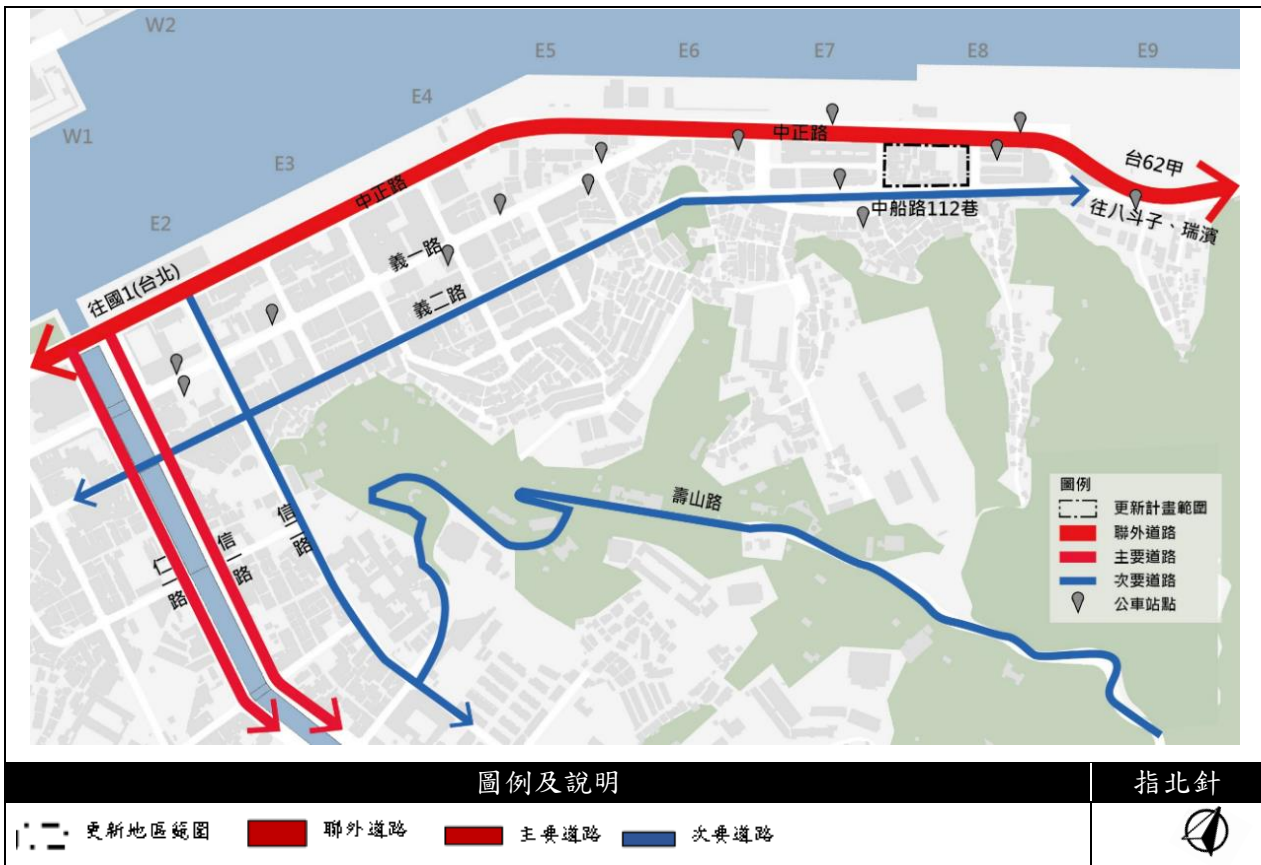 W2
E5
E6
E7
E8
E9
E4
W1
E3
E2
中正路
中正路
台62甲
往八斗子、瑞濱
中船路112巷
義一路
義二路
往國1(台北)
仁一路
信一路
信二路
壽山路
圖例
更新計畫範圍
聯外道路
主要道路
次要道路
公車站點
圖例及說明
指北針
更新地區範圍
聯外道路
主要道路
次要道路